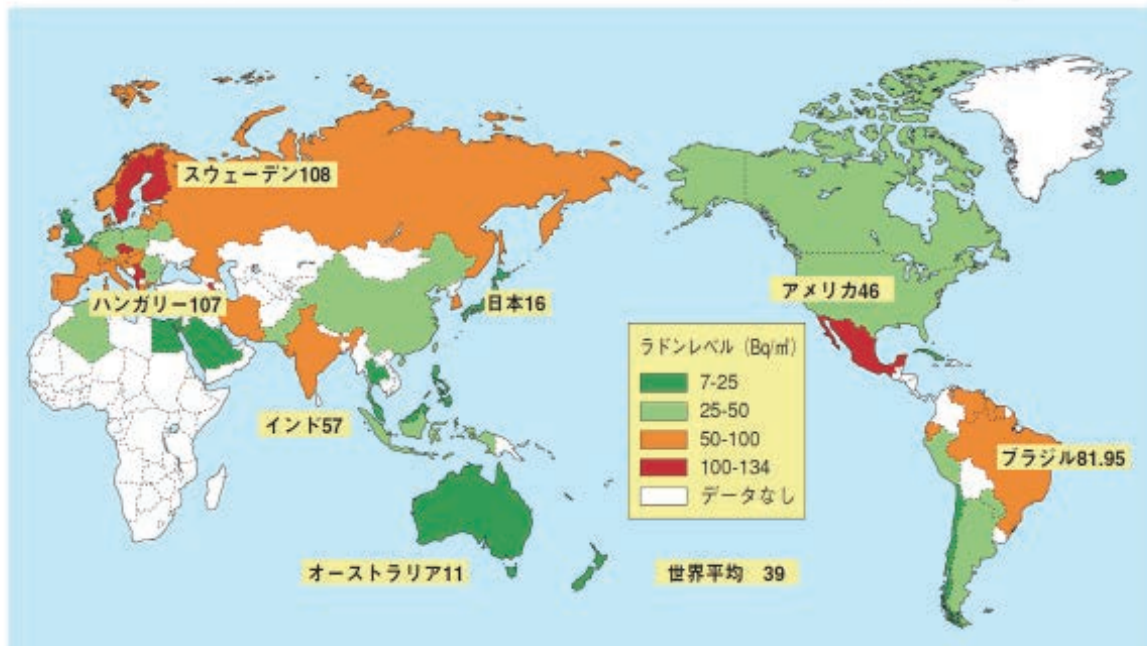 スウェーデン108
ハンガリー107
日本16
アメリカ46
ラドンレベル（Bq/㎥）
7-25
25-50
50-100
100-134
データなし
インド57
ブラジル81.95
オーストラリア11
世界平均 39